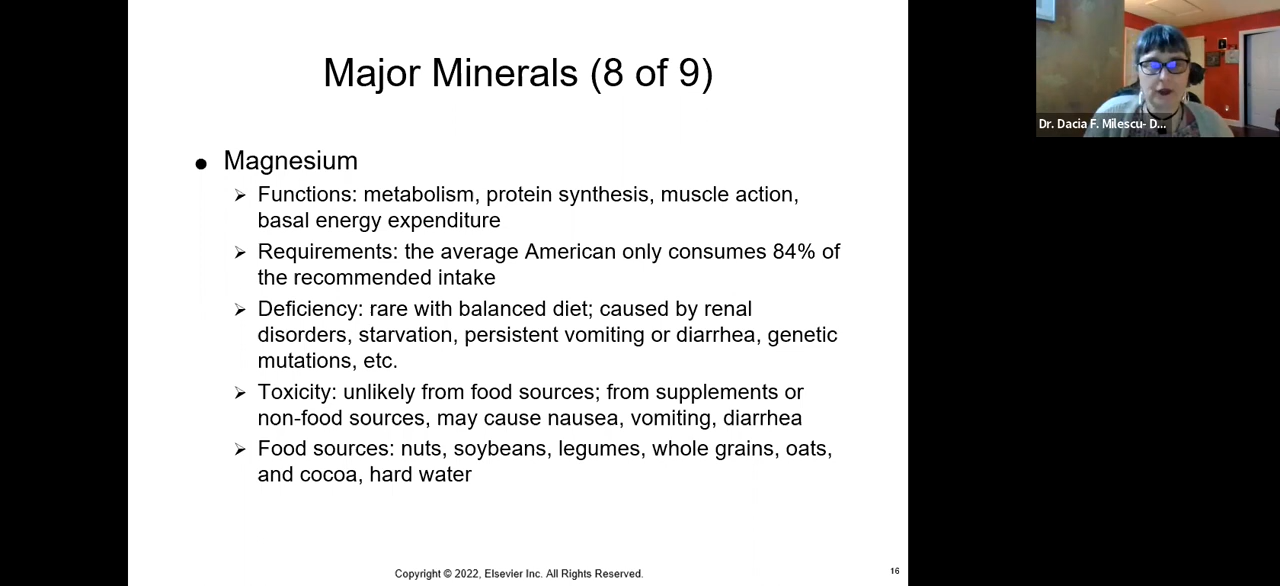 Major Minerals (8 of 9)
Dr. Dacia F. Milescu- D...
● Magnesium
➢ Functions: metabolism, protein synthesis, muscle action,
basal energy expenditure
➢ Requirements: the average American only consumes 84% of
the recommended intake
➢ Deficiency: rare with balanced diet; caused by renal
disorders, starvation, persistent vomiting or diarrhea, genetic
mutations, etc.
➢ Toxicity: unlikely from food sources; from supplements or
non-food sources, may cause nausea, vomiting, diarrhea
➢ Food sources: nuts, soybeans, legumes, whole grains, oats,
and cocoa, hard water
Copyright © 2022, Elsevier Inc. All Rights Reserved.
16